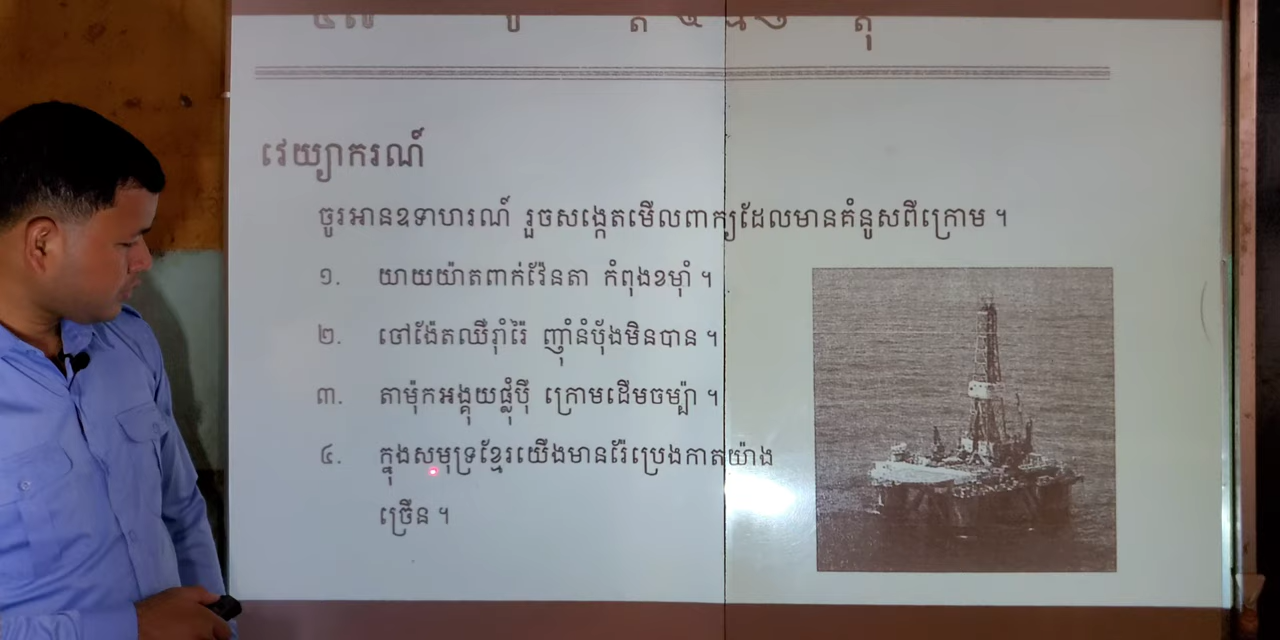 វេយ្យាករណ៍
ចូរអានឧទាហរណ៍ រួចសង្កេតមើលពាក្យដែលមានគំនូសពីក្រោម ។
១. យាយយ៉ាតពាក់វ៉ែនតា កំពុងខម៉ាំ ។
២. ចៅង៉ែតឈឺរ៉ាំរ៉ៃ ញ៉ាំនំប៉័ងមិនបាន ។
៣. តាម៉ុកអង្គុយផ្លុំប៉ី ក្រោមដើមចម្ប៉ា ។
៤. ក្នុងសមុទ្រខ្មែរយើងមានរ៉ែប្រេងកាតយ៉ាង
ច្រើន ។